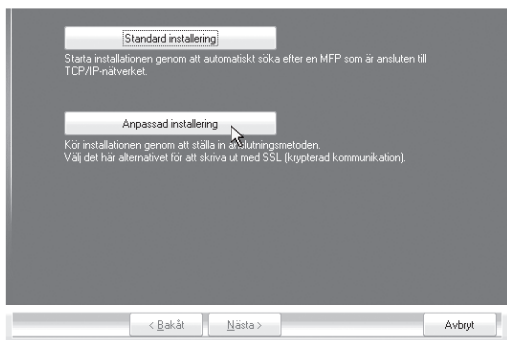 Standard installering
Starta installationen genom att automatiskt söka efter en MFP som är ansluten till
TCP/IP-nätverket.
Anpassad installering
Kör installationen genom att ställa in anslutningsmetoden.
Välj det här alternativet för att skriva ut med SSL (krypterad kommunikation).
< Bakåt
Nästa >
Avbryt